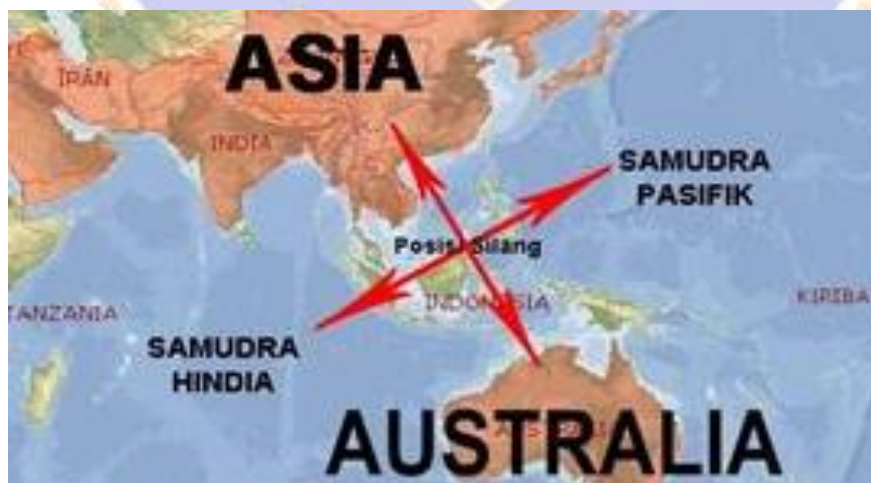 ASIA
IRAN
INDIA
SAMUDRA
PASIFIK
Posisi Silang
INDONESIA
KIRIBA
TANZANIA
SAMUDRA
HINDIA
AUSTRALIA